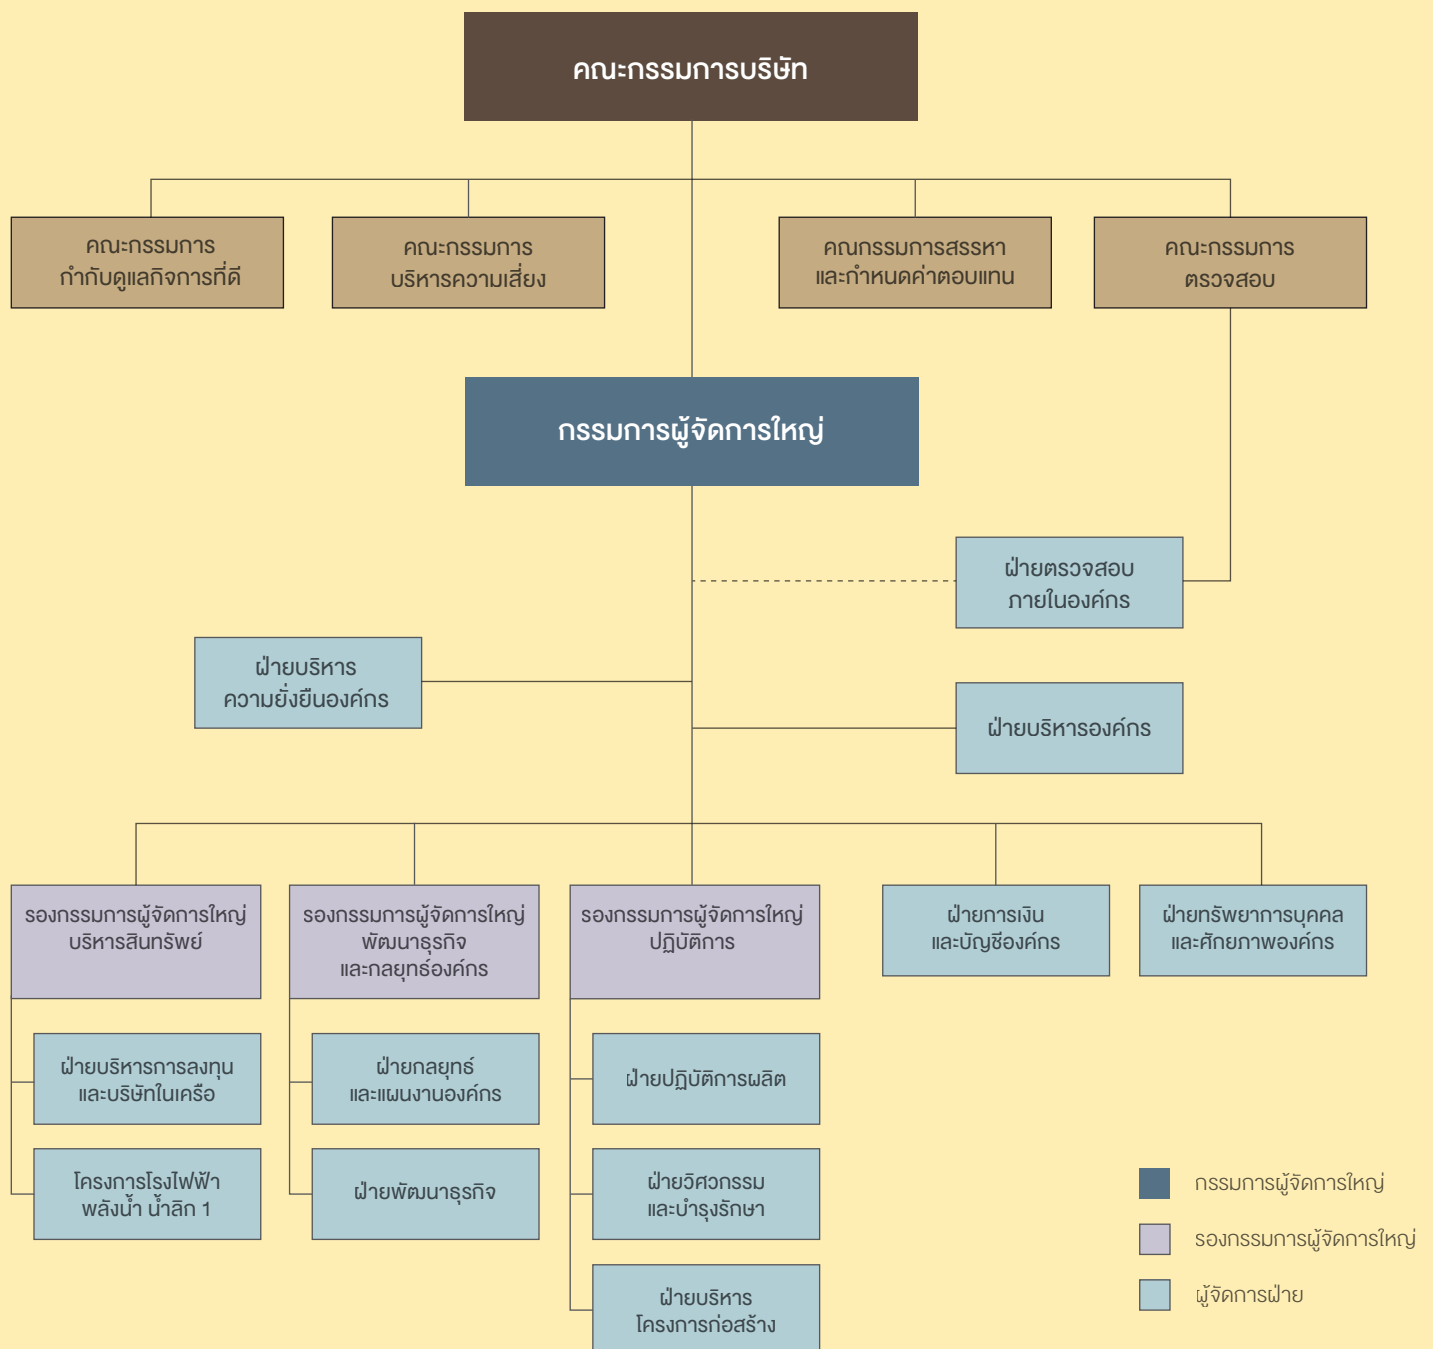 คณะกรรมการบริษัท
คณะกรรมการ
กำกับดูแลกิจการที่ดี
คณะกรรมการ
บริหารความเสี่ยง
คณกรรมการสรรหา
และกำหนดค่าตอบแทน
คณะกรรมการ
ตรวจสอบ
กรรมการผู้จัดการใหญ่
ฝ่ายตรวจสอบ
ภายในองค์กร
ฝ่ายบริหาร
ความยั่งยืนองค์กร
ฝ่ายบริหารองค์กร
รองกรรมการผู้จัดการใหญ่
บริหารสินทรัพย์
รองกรรมการผู้จัดการใหญ่
พัฒนาธุรกิจ
และกลยุทธ์องค์กร
รองกรรมการผู้จัดการใหญ่
ปฏิบัติการ
ฝ่ายการเงิน
และบัญชีองค์กร
ฝ่ายทรัพยาการบุคคล
และศักยภาพองค์กร
ฝ่ายบริหารการลงทุน
และบริษัทในเครือ
โครงการโรงไฟฟ้า
พลังน้ำ น้ำลิก 1
ฝ่ายกลยุทธ์
และแผนงานองค์กร
ฝ่ายพัฒนาธุรกิจ
ฝ่ายปฏิบัติการผลิต
ฝ่ายวิศวกรรม
และบำรุงรักษา
ฝ่ายบริหาร
โครงการก่อสร้าง
กรรมการผู้จัดการใหญ่
รองกรรมการผู้จัดการใหญ่
ผู้จัดการฝ่าย